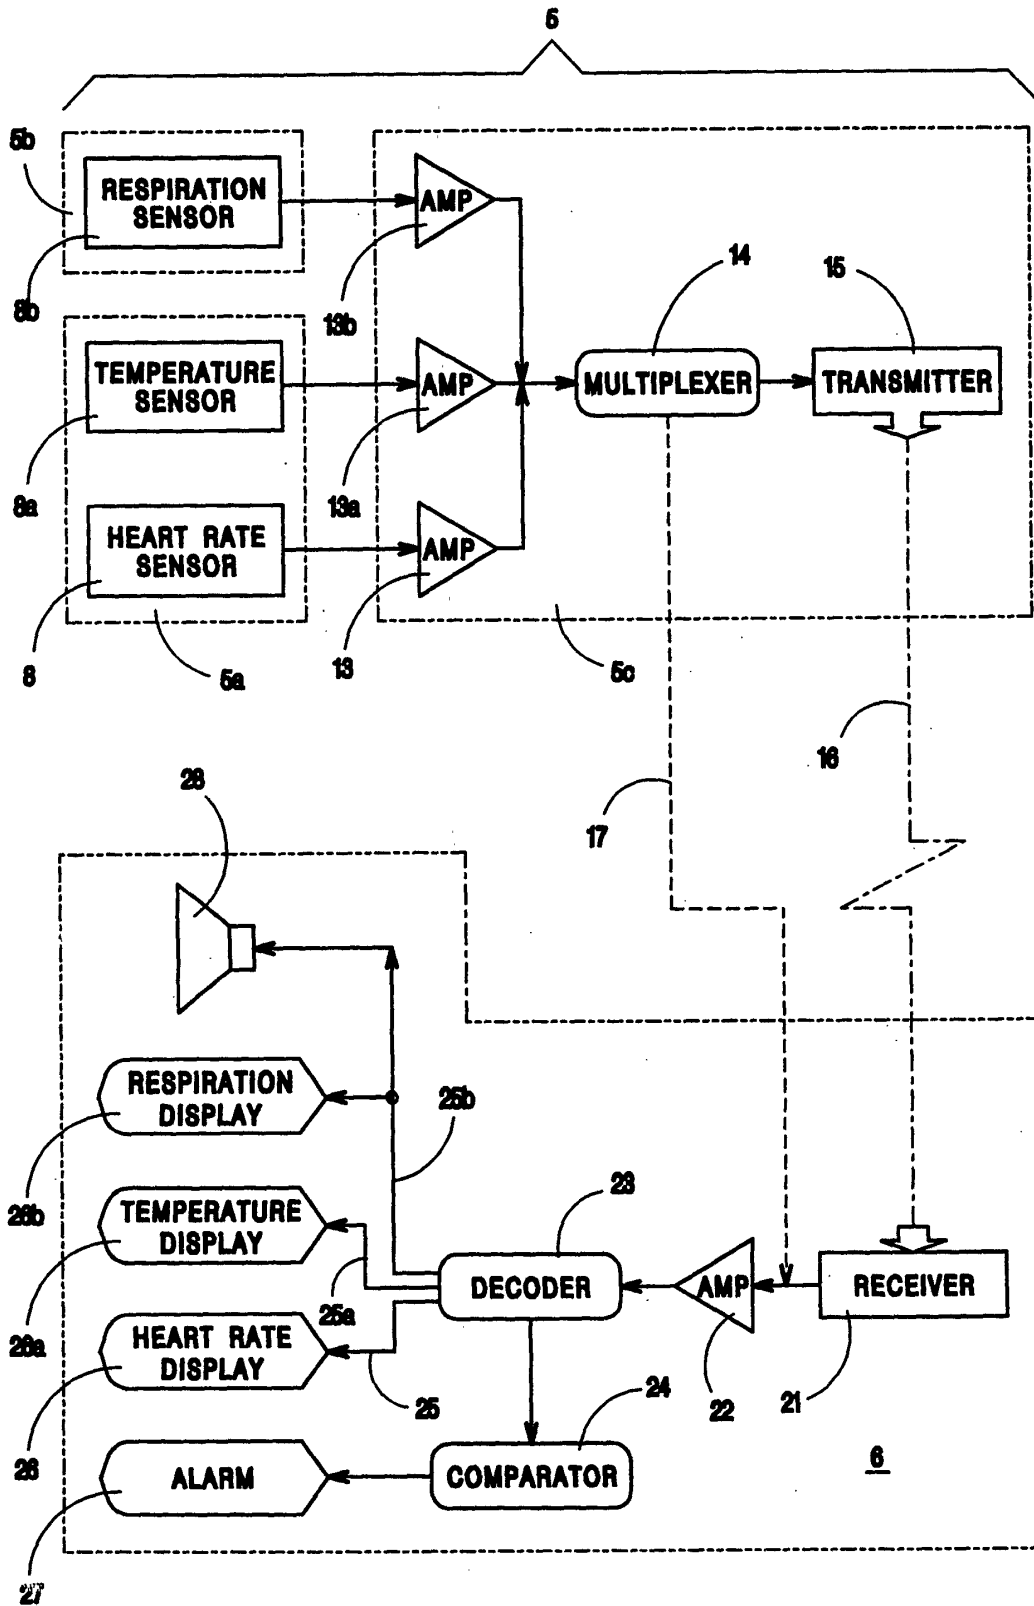 5
5b
RESPIRATION
SENSOR
AMP
8b
13b
14
15
TEMPERATURE
SENSOR
AMP
MULTIPLEXER
TRANSMITTER
8a
13a
HEART RATE
SENSOR
AMP
8
5a
13
5c
16
17
28
RESPIRATION
DISPLAY
25b
26b
23
TEMPERATURE
DISPLAY
DECODER
AMP
RECEIVER
25a
26a
HEART RATE
DISPLAY
25
24
22
21
26
ALARM
COMPARATOR
6
27